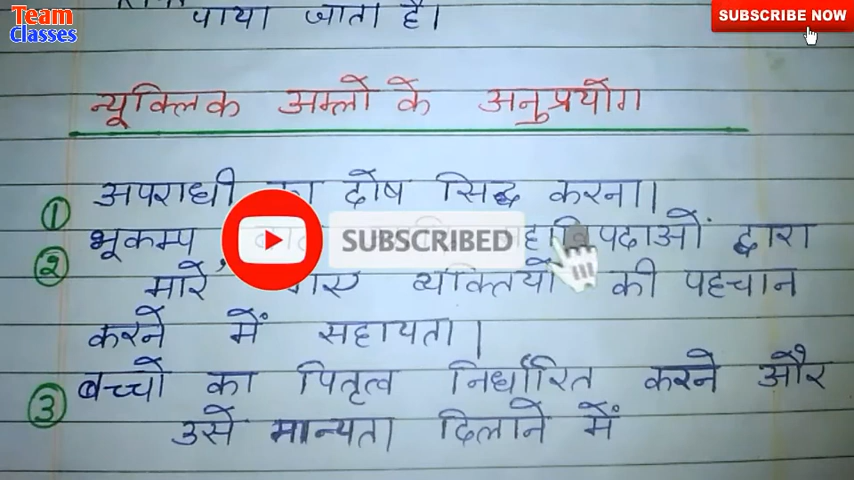 Team
Classes
SUBSCRIBE NOW
पाया जाता है।
न्यूक्लिक अम्लों के अनुप्रयोग
① अपराधी का दोष सिद्ध करना।
② भूकम्प द्वारा
SUBSCRIBED
मारे गए व्यक्तियों की पहचान
करने में सहायता।
③ बच्चों का पितृत्व निर्धारित करने और
उसे मान्यता दिलाने में